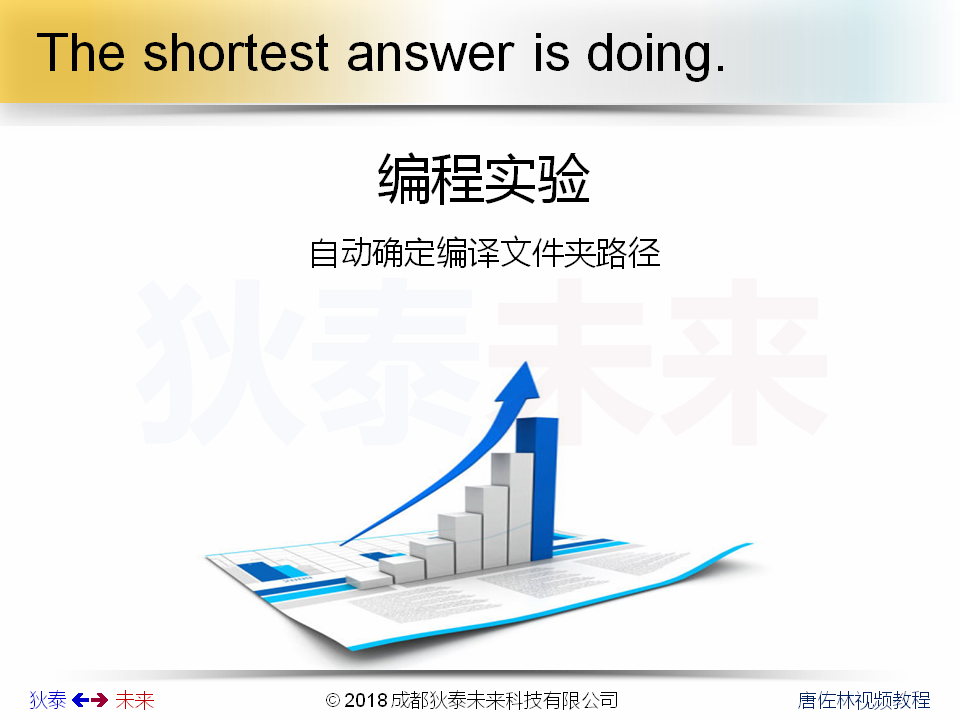 The shortest answer is doing.
编程实验
自动确定编译文件夹路径
狄泰未来
2009
狄泰 未来
© 2018 成都狄泰未来科技有限公司
唐佐林视频教程